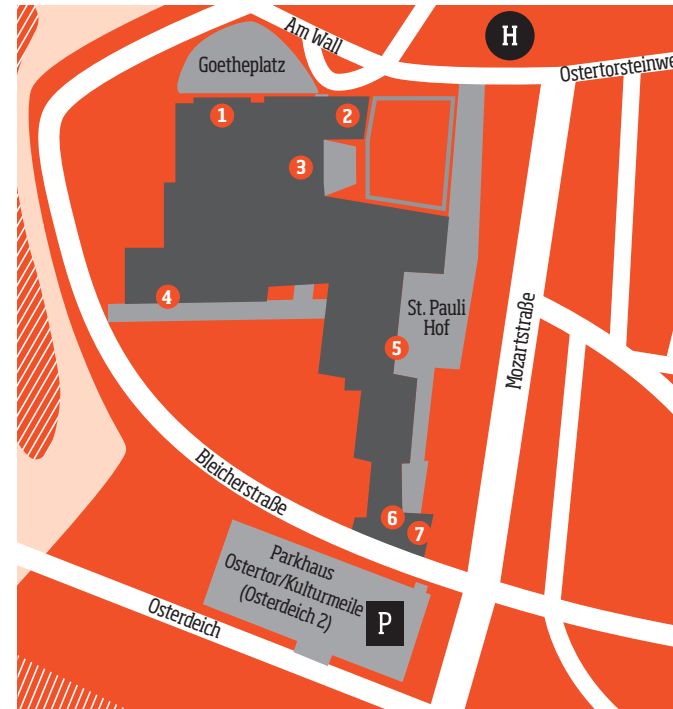 Am Wall
H
Goetheplatz
Ostertorsteinwe
1
2
3
4
St. Pauli
Hof
5
Mozartstraße
Bleicherstraße
6
7
Parkhaus
Ostertor/Kulturmeile
(Osterdeich 2)
P
Osterdeich